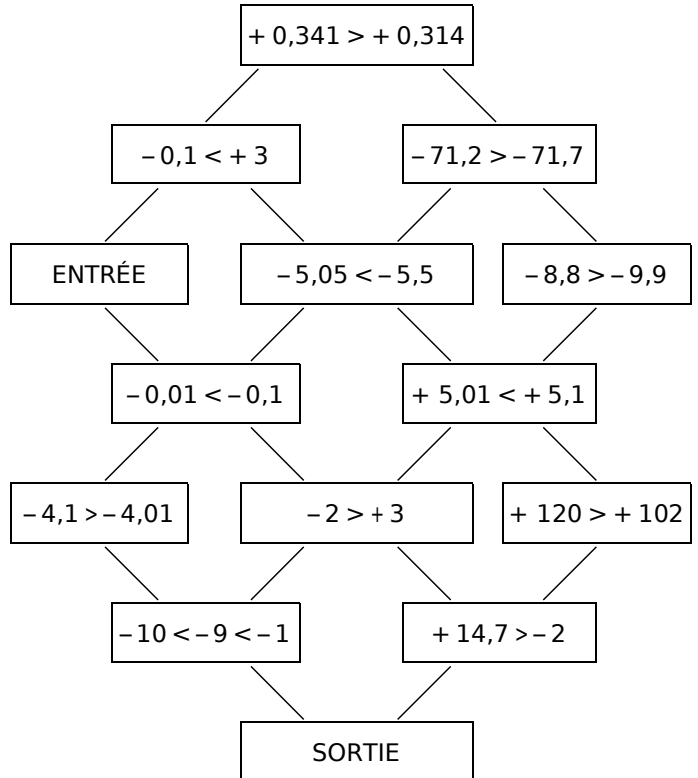 + 0,341 > + 0,314
– 0,1 < + 3
– 71,2 > – 71,7
ENTRÉE
– 5,05 < – 5,5
– 8,8 > – 9,9
– 0,01 < – 0,1
+ 5,01 < + 5,1
– 4,1 > – 4,01
– 2 > + 3
+ 120 > + 102
– 10 < – 9 < – 1
+ 14,7 > – 2
SORTIE